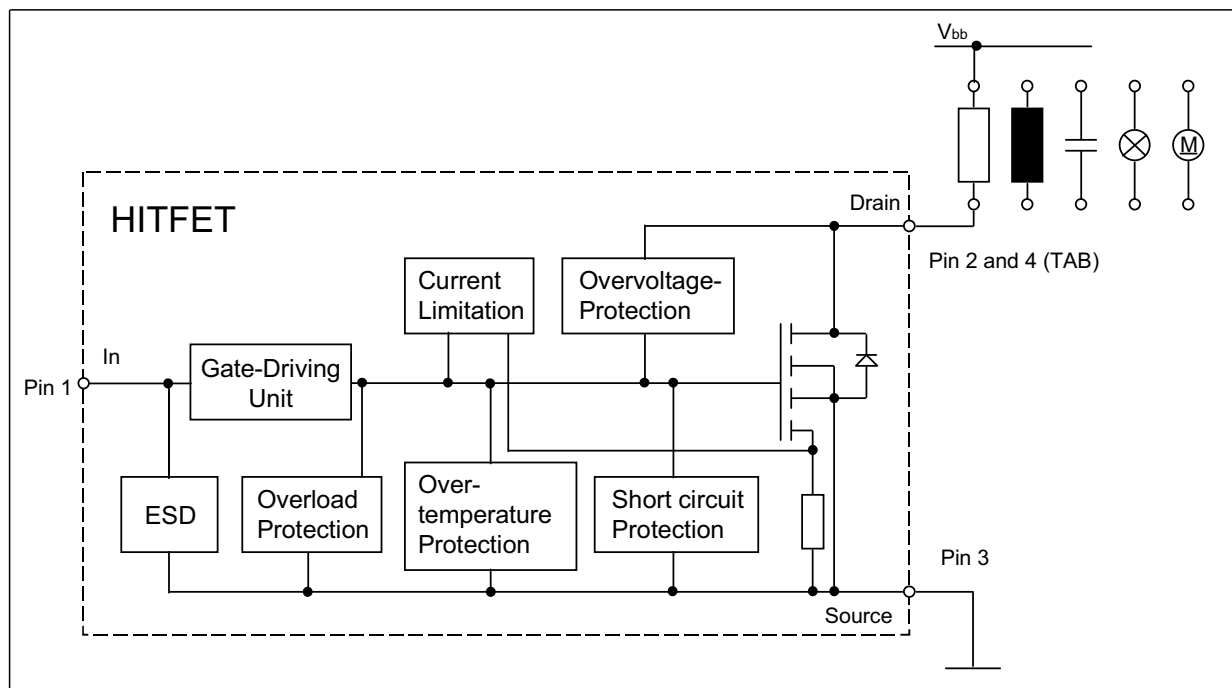 Vbb
HITFET
Drain
Pin 2 and 4 (TAB)
Current
Limitation
Overvoltage-
Protection
In
Pin 1
Gate-Driving
Unit
M
ESD
Overload
Protection
Over-
temperature
Protection
Short circuit
Protection
Pin 3
Source